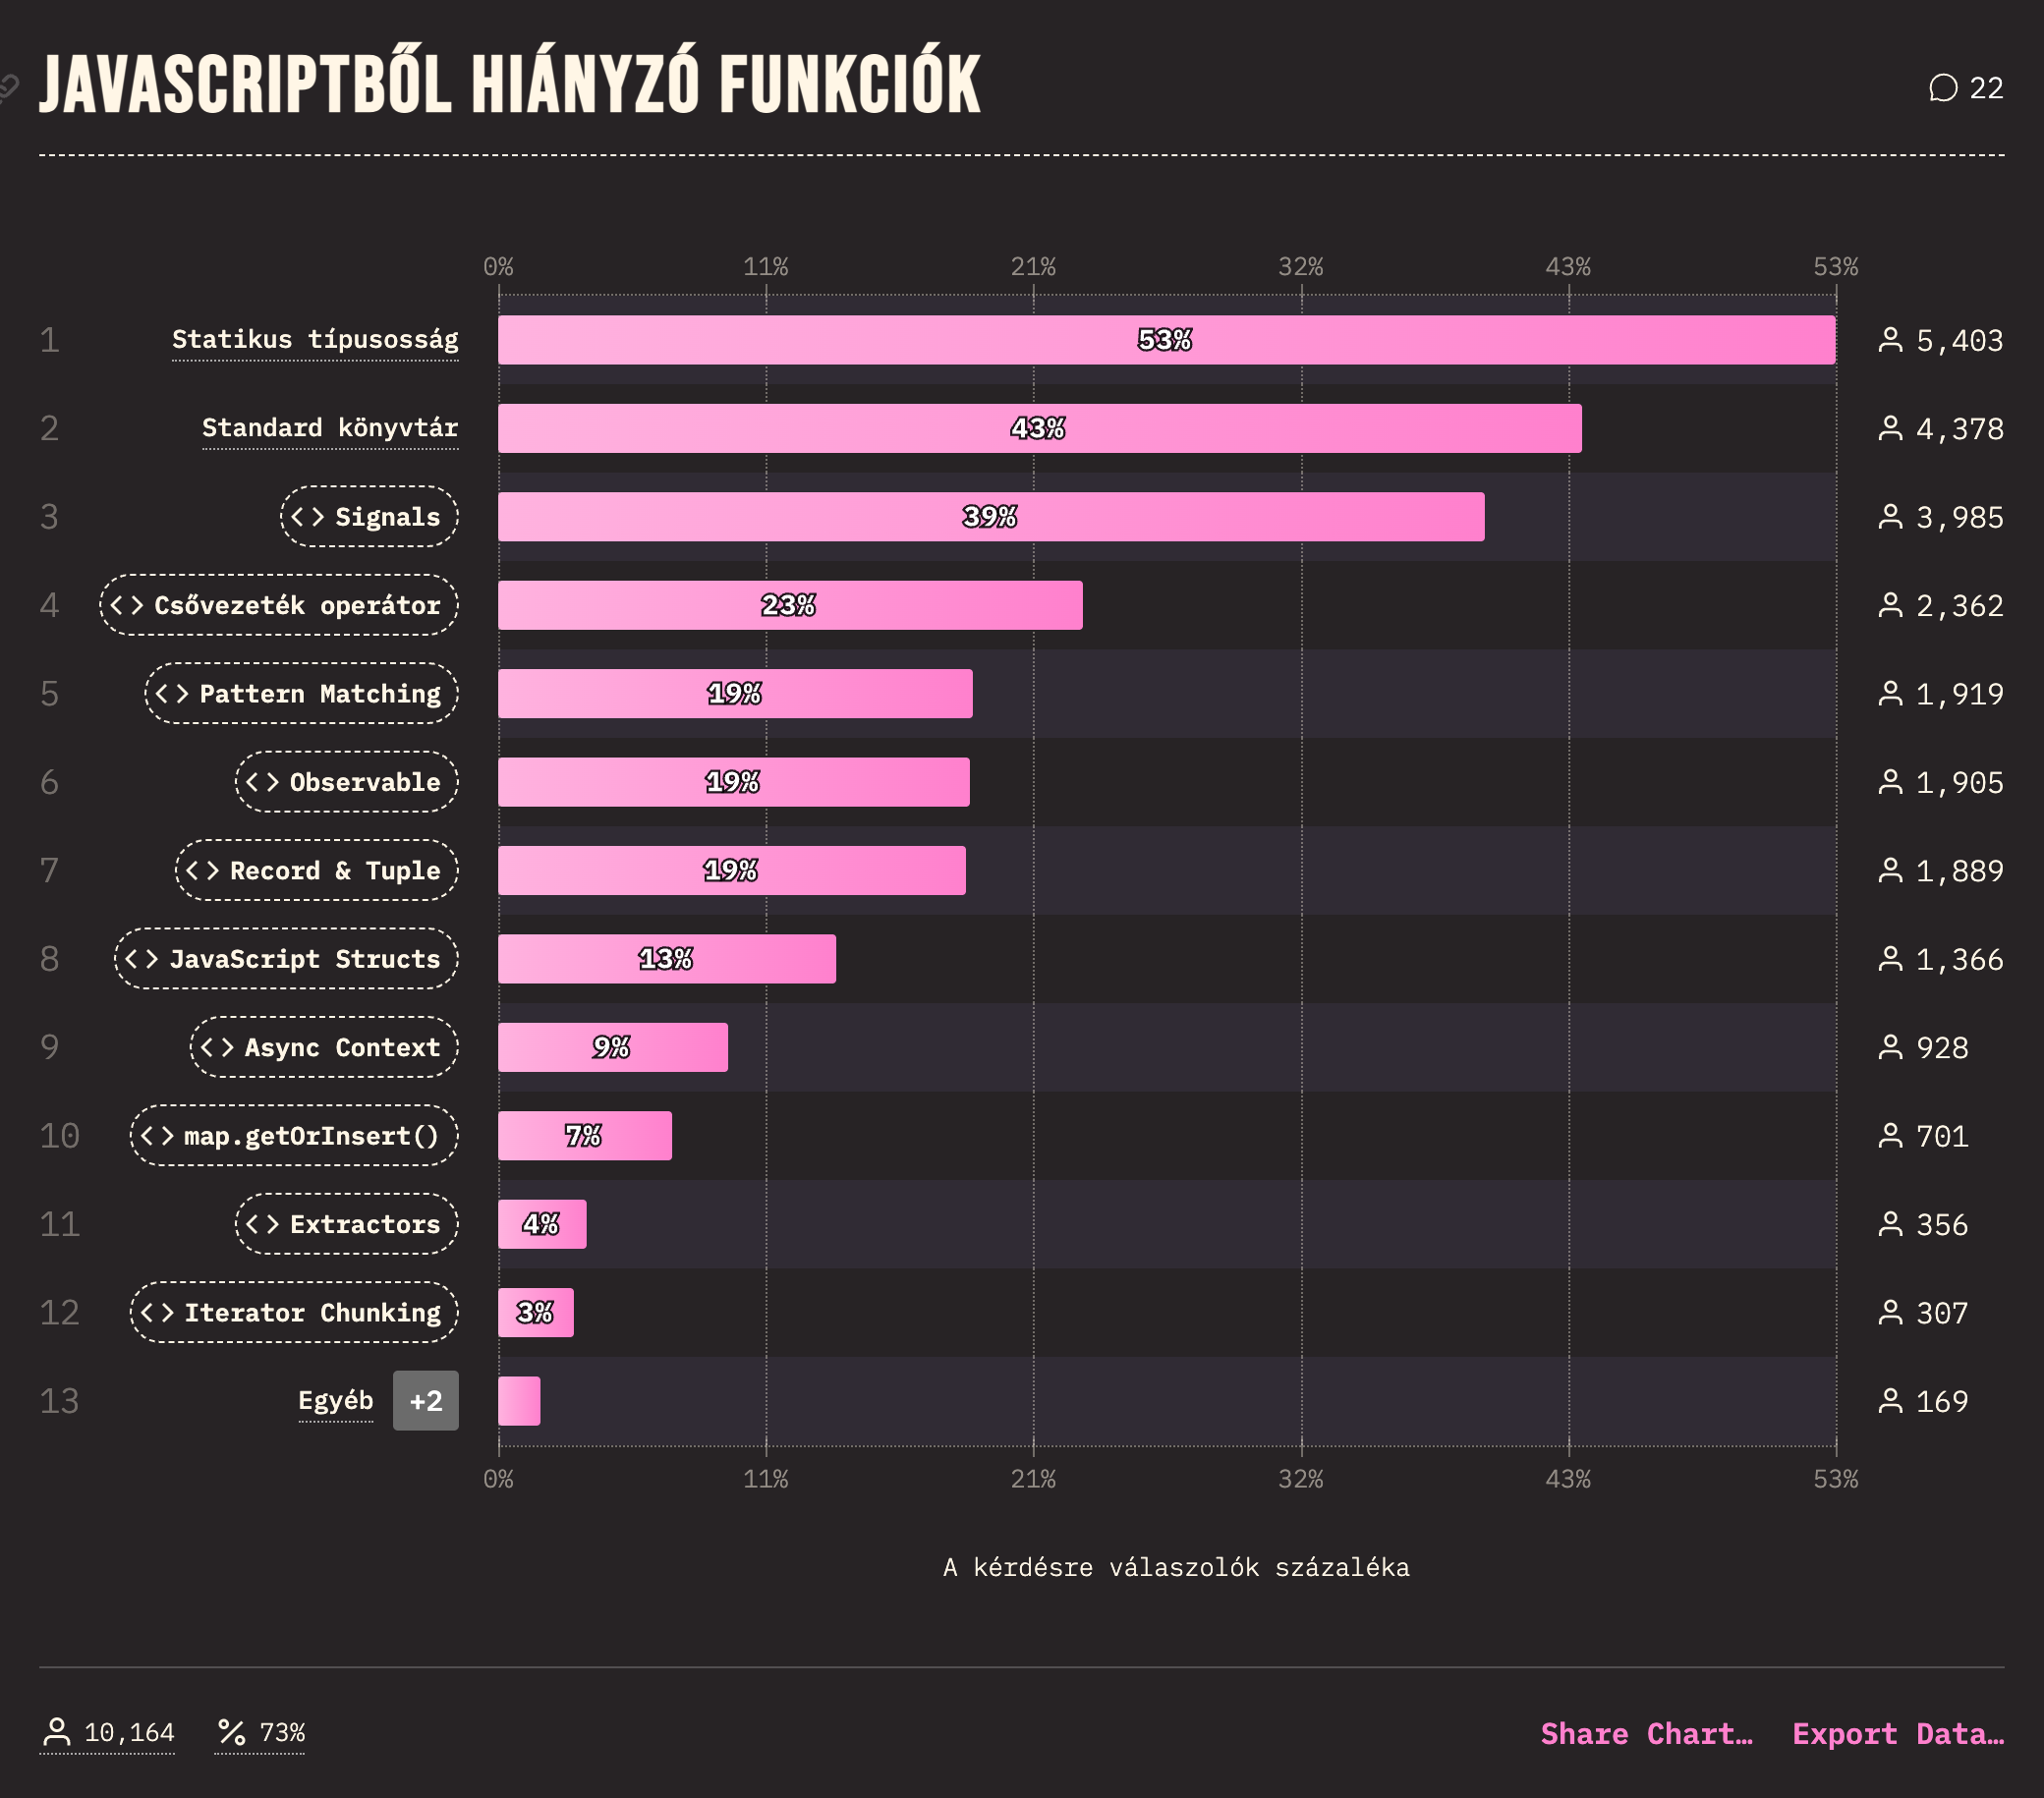 JAVASCRIPTBŐL HIÁNYZÓ FUNKCIÓK
22
0% 11% 21% 32% 43% 53%
1 Statikus típusosság 53% 5,403
2 Standard könyvtár 43% 4,378
3 <> Signals 39% 3,985
4 <> Csővezeték operátor 23% 2,362
5 <> Pattern Matching 19% 1,919
6 <> Observable 19% 1,905
7 <> Record & Tuple 19% 1,889
8 <> JavaScript Structs 13% 1,366
9 <> Async Context 9% 928
10 <> map.getOrInsert() 7% 701
11 <> Extractors 4% 356
12 <> Iterator Chunking 3% 307
13 Egyéb +2 169
0% 11% 21% 32% 43% 53%
A kérdésre válaszolók százaléka
10,164 % 73% Share Chart… Export Data…